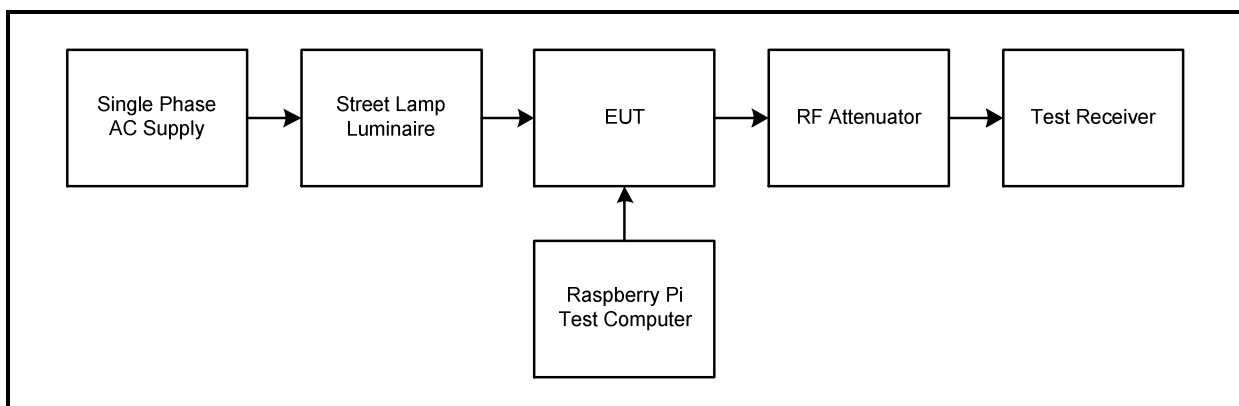 Single Phase
AC Supply
Street Lamp
Luminaire
EUT
RF Attenuator
Test Receiver
Raspberry Pi
Test Computer